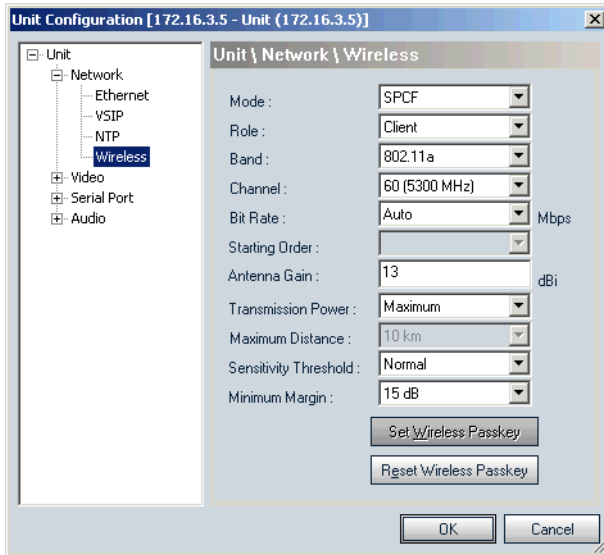 Unit Configuration [172.16.3.5 - Unit (172.16.3.5)]
Unit
Network
Ethernet
VSIP
NTP
Wireless
Video
Serial Port
Audio
Unit \ Network \ Wireless
Mode : SPCF
Role : Client
Band : 802.11a
Channel : 60 (5300 MHz)
Bit Rate : Auto Mbps
Starting Order :
Antenna Gain : 13 dBi
Transmission Power : Maximum
Maximum Distance : 10 km
Sensitivity Threshold : Normal
Minimum Margin : 15 dB
Set Wireless Passkey
Reset Wireless Passkey
OK Cancel